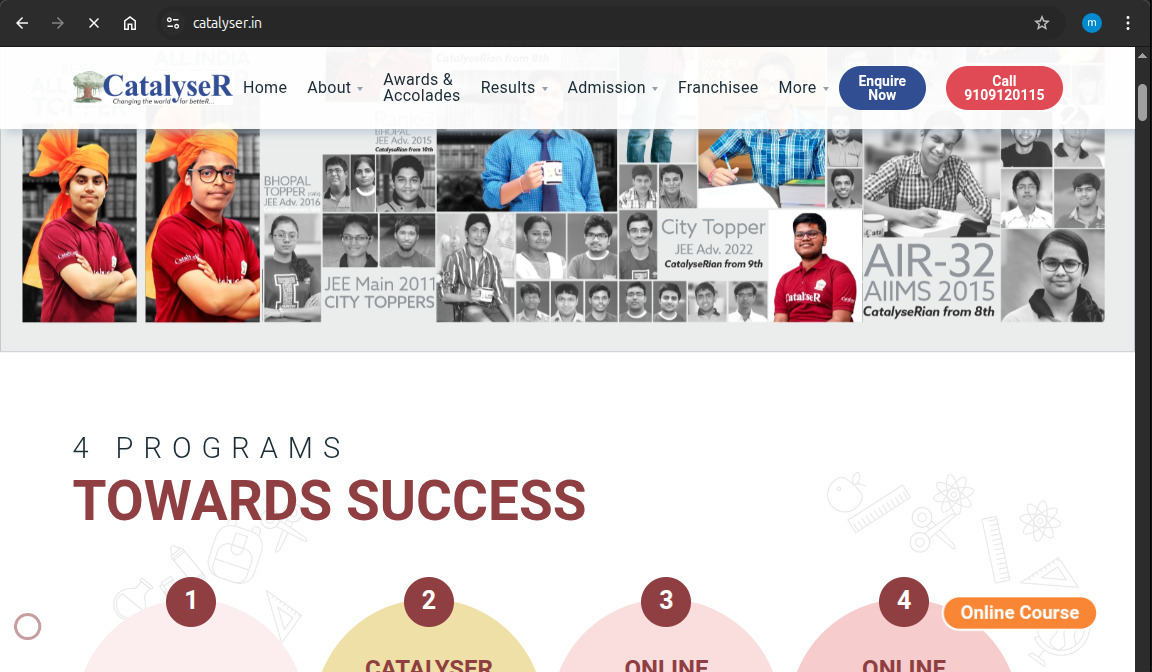 catalyser.in
m
CatalyseR
Changing the world for betteR...
Home
About
Awards &
Accolades
Results
Admission
Franchisee
More
Enquire
Now
Call
9109120115
ALL INDIA
BHOPAL
JEE Adv. 2015
CatalyseRian from 10th
BHOPAL
TOPPER
JEE Adv. 2016
JEE Main 2011
CITY TOPPERS
City Topper
JEE Adv. 2022
CatalyseRian from 9th
CatalyseR
AIR-32
AIIMS 2015
CatalyseRian from 8th
4 PROGRAMS
TOWARDS SUCCESS
1
2
3
4
CATALYSER
ONLINE
ONLINE
Online Course